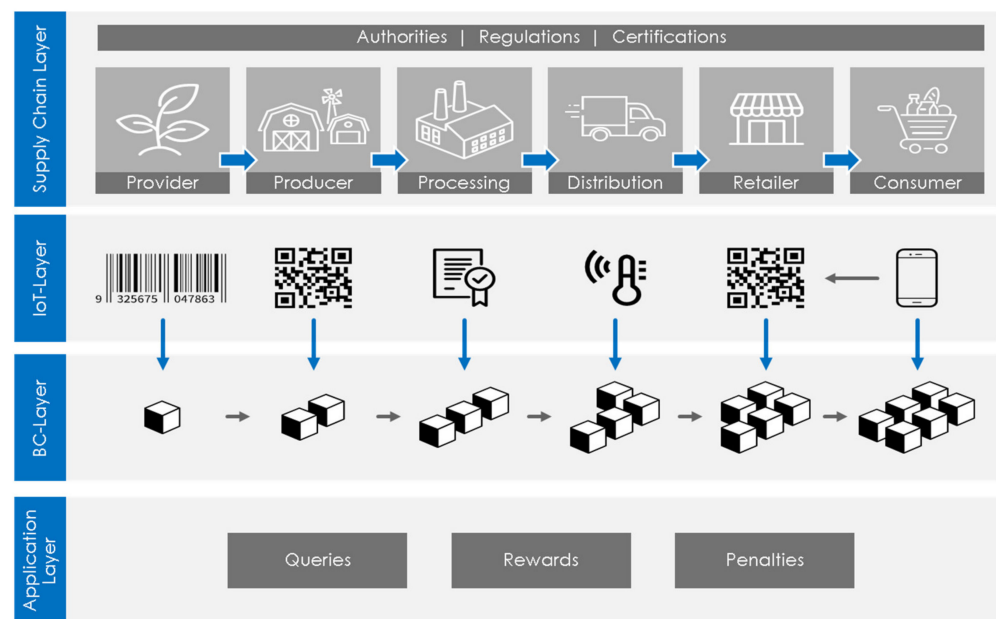 Supply Chain Layer
Authorities | Regulations | Certifications
Provider
Producer
Processing
Distribution
Retailer
Consumer
IoT-Layer
9 325675 047863
BC-Layer
Application
Layer
Queries
Rewards
Penalties